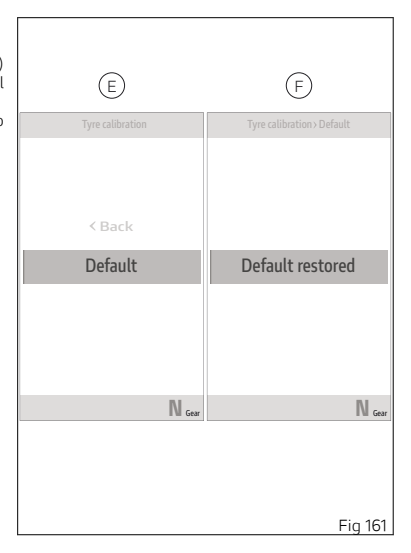 )
l
o
E F
Tyre calibration Tyre calibration › Default
‹ Back
Default Default restored
N Gear N Gear
Fig 161